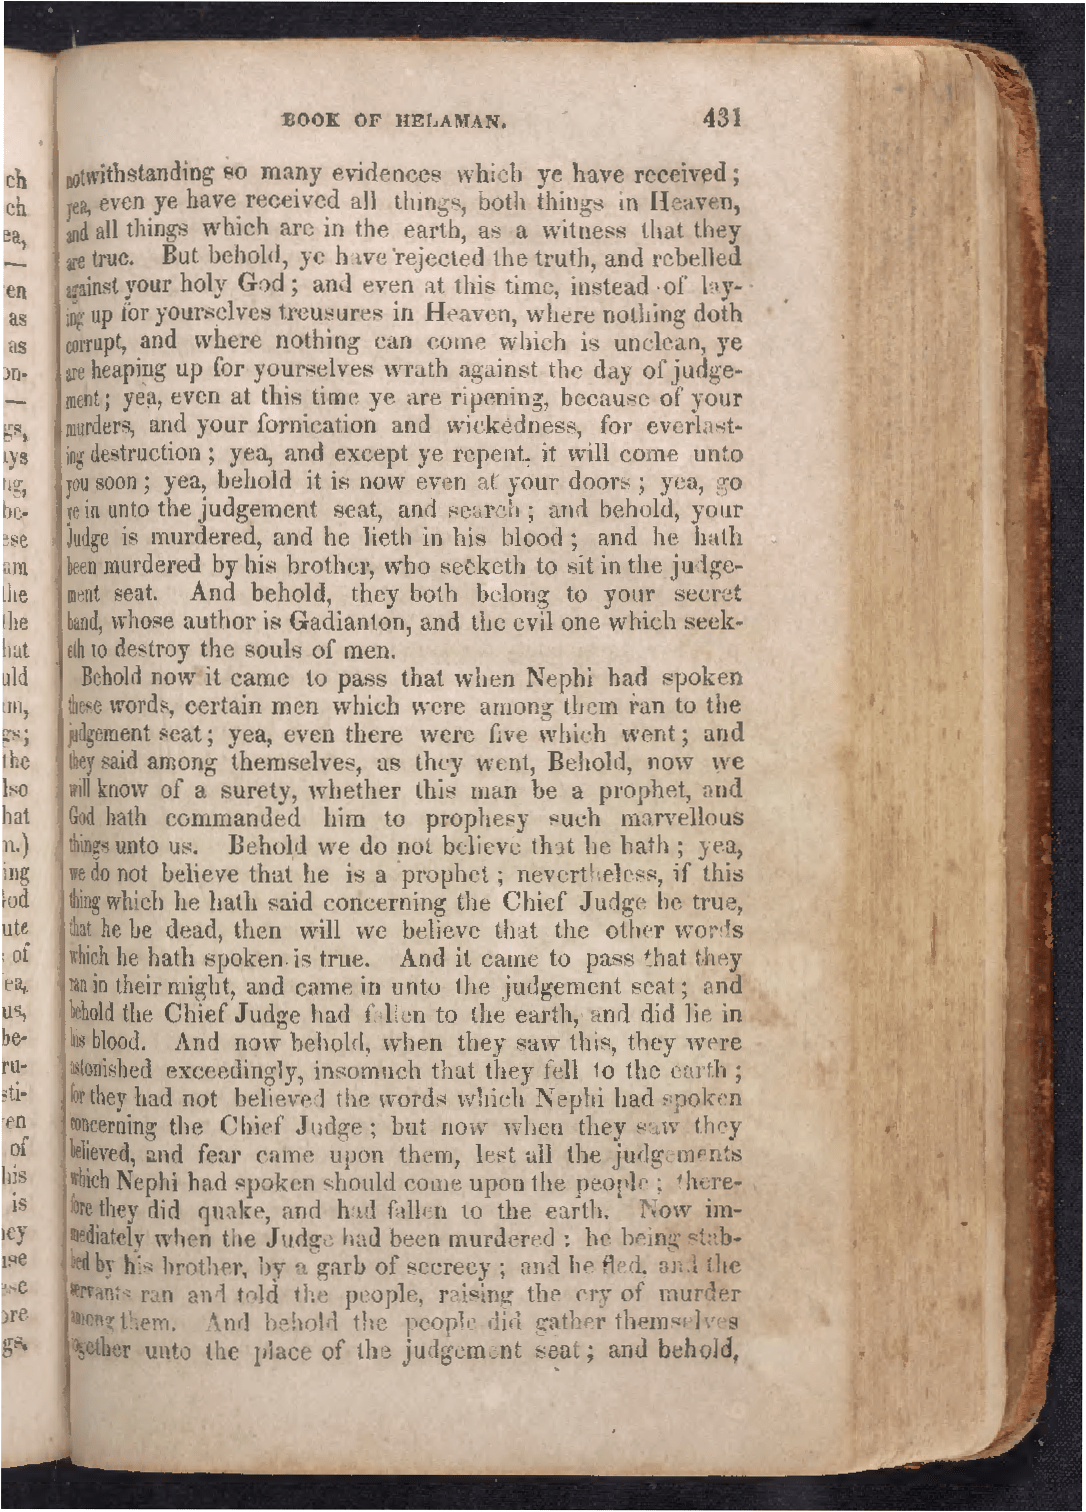 BOOK OF HELAMAN. 431
notwithstanding so many evidences which ye have received;
yea, even ye have received all things, both things in Heaven,
and all things which are in the earth, as a witness that they
are true. But behold, ye have rejected the truth, and rebelled
against your holy God; and even at this time, instead of lay-
ing up for yourselves treusures in Heaven, where nothing doth
corrupt, and where nothing can come which is unclean, ye
are heaping up for yourselves wrath against the day of judge-
ment; yea, even at this time ye are ripening, because of your
murders, and your fornication and wickedness, for everlast-
ing destruction; yea, and except ye repent, it will come unto
you soon; yea, behold it is now even at your doors; yea, go
ye in unto the judgement seat, and search; and behold, your
Judge is murdered, and he lieth in his blood; and he hath
been murdered by his brother, who seeketh to sit in the judge-
ment seat. And behold, they both belong to your secret
band, whose author is Gadianton, and the evil one which seek-
eth to destroy the souls of men.
Behold now it came to pass that when Nephi had spoken
these words, certain men which were among them ran to the
judgement seat; yea, even there were five which went; and
they said among themselves, as they went, Behold, now we
will know of a surety, whether this man be a prophet, and
God hath commanded him to prophesy such marvellous
things unto us. Behold we do not believe that he hath; yea,
we do not believe that he is a prophet; nevertheless, if this
thing which he hath said concerning the Chief Judge be true,
that he be dead, then will we believe that the other words
which he hath spoken is true. And it came to pass that they
ran in their might, and came in unto the judgement seat; and
behold the Chief Judge had fallen to the earth, and did lie in
his blood. And now behold, when they saw this, they were
astonished exceedingly, insomuch that they fell to the earth;
for they had not believed the words which Nephi had spoken
concerning the Chief Judge; but now when they saw they
believed, and fear came upon them, lest all the judgements
which Nephi had spoken should come upon the people; there-
fore they did quake, and had fallen to the earth. Now im-
mediately when the Judge had been murdered: he being stab-
bed by his brother, by a garb of secrecy; and he fled, and the
servants ran and told the people, raising the cry of murder
among them. And behold the people did gather themselves
together unto the place of the judgement seat; and behold,